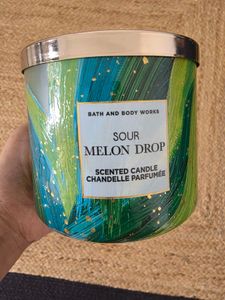 BATH AND BODY WORKS
SOUR
MELON DROP
SCENTED CANDLE
CHANDELLE PARFUMÉE